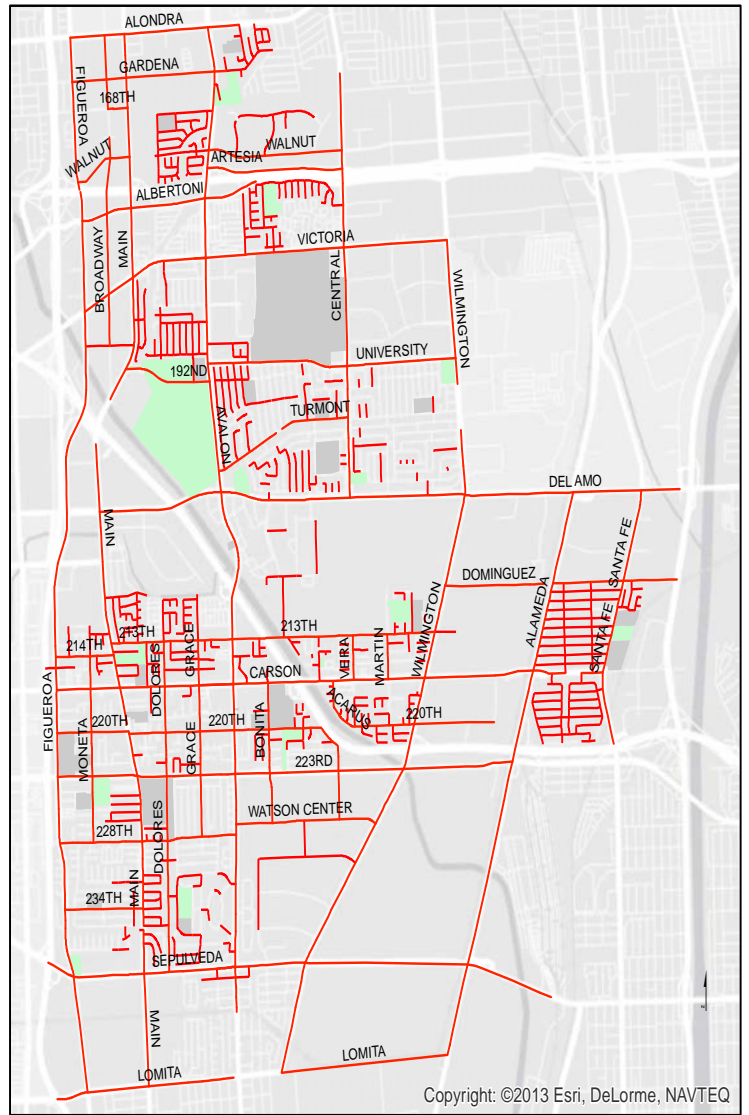 ALONDRA
GARDENA
FIGUEROA
168TH
WALNUT
WALNUT
ARTESIA
ALBERTONI
BROADWAY
MAIN
VICTORIA
CENTRAL
WILMINGTON
UNIVERSITY
192ND
TURMONT
AVALON
DEL AMO
MAIN
DOMINGUEZ
SANTA FE
ALAMEDA
SANTA FE
213TH
213TH
214TH
GRACE
VERA
MARTIN
WILMINGTON
DOLORES
CARSON
FIGUEROA
MONETA
220TH
220TH
ACARUS
220TH
BONITA
GRACE
223RD
WATSON CENTER
228TH
DOLORES
MAIN
234TH
SEPULVEDA
MAIN
LOMITA
LOMITA
Copyright: ©2013 Esri, DeLorme, NAVTEQ